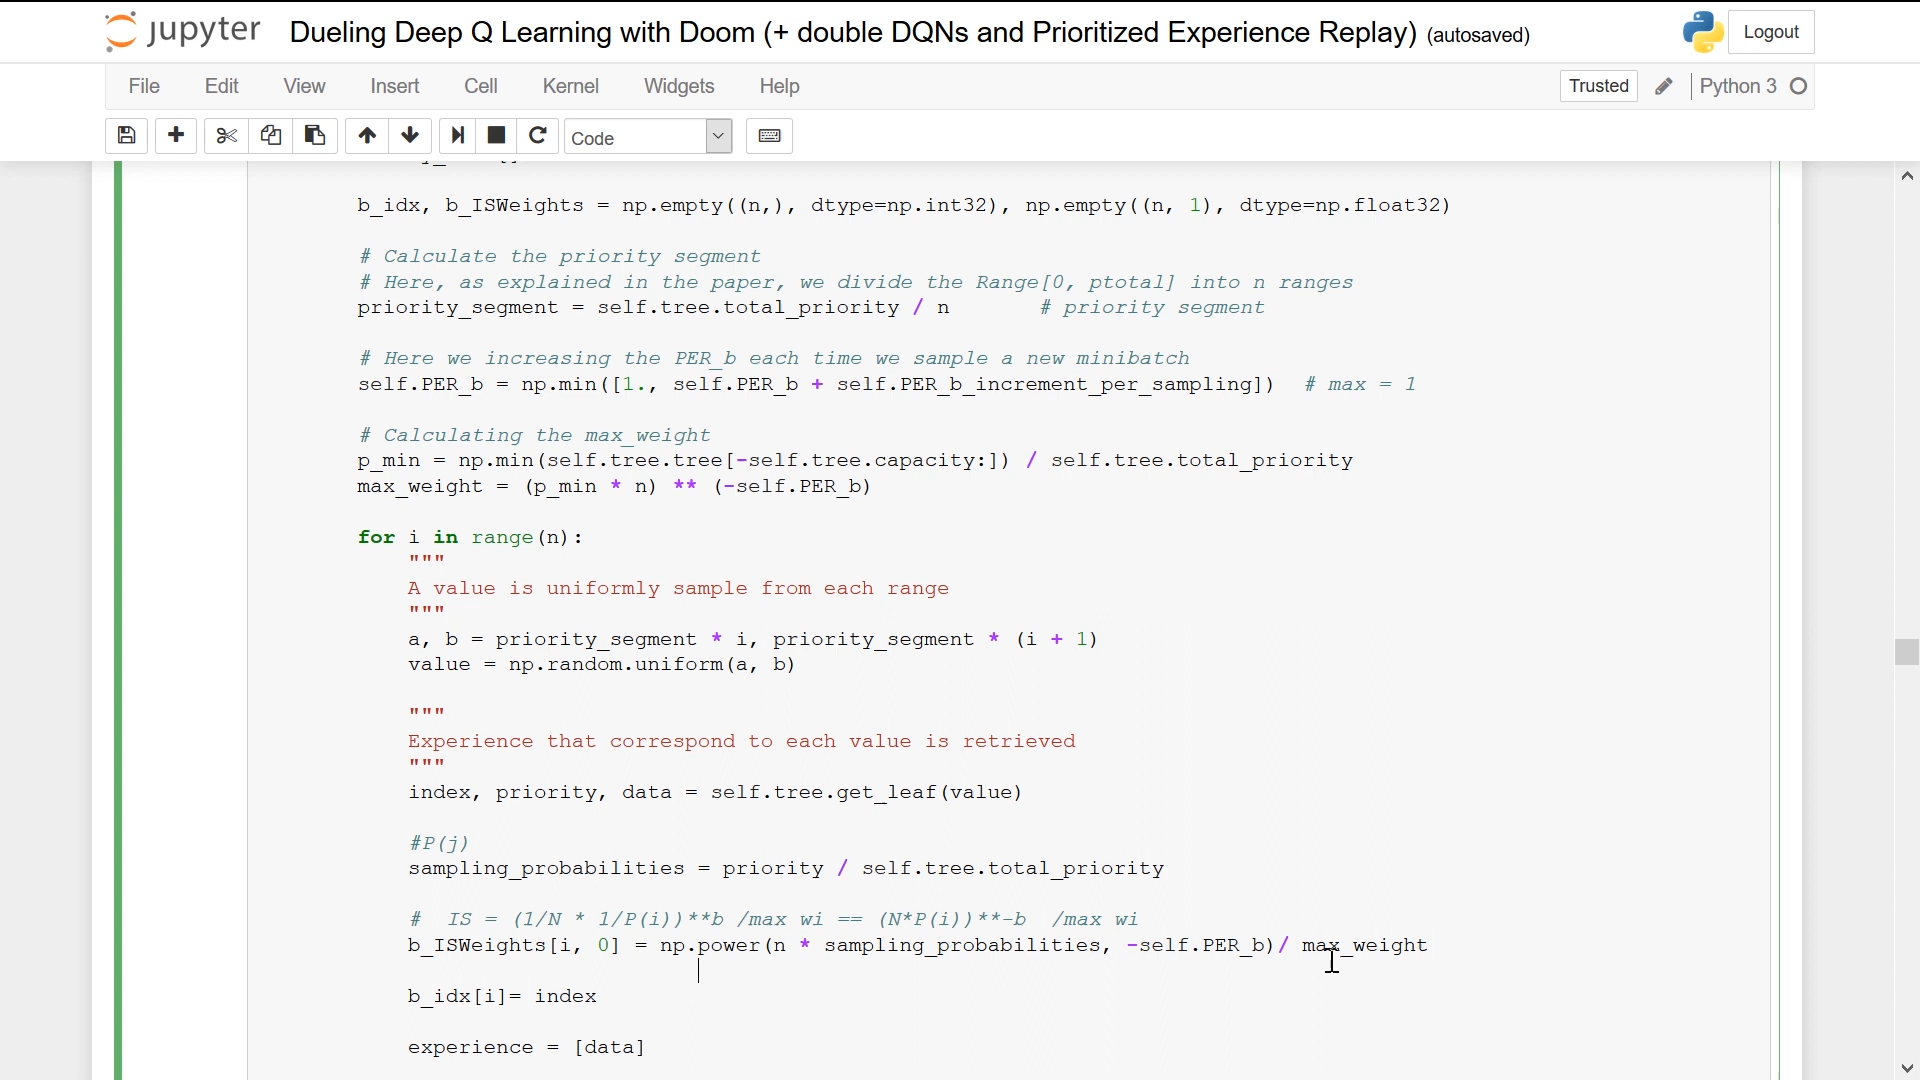 jupyter Dueling Deep Q Learning with Doom (+ double DQNs and Prioritized Experience Replay) (autosaved) Logout
File Edit View Insert Cell Kernel Widgets Help Trusted Python 3
Code
b_idx, b_ISWeights = np.empty((n,), dtype=np.int32), np.empty((n, 1), dtype=np.float32)
# Calculate the priority segment
# Here, as explained in the paper, we divide the Range[0, ptotal] into n ranges
priority_segment = self.tree.total_priority / n       # priority segment
# Here we increasing the PER_b each time we sample a new minibatch
self.PER_b = np.min([1., self.PER_b + self.PER_b_increment_per_sampling])  # max = 1
# Calculating the max_weight
p_min = np.min(self.tree.tree[-self.tree.capacity:]) / self.tree.total_priority
max_weight = (p_min * n) ** (-self.PER_b)
for i in range(n):
"""
A value is uniformly sample from each range
"""
a, b = priority_segment * i, priority_segment * (i + 1)
value = np.random.uniform(a, b)
"""
Experience that correspond to each value is retrieved
"""
index, priority, data = self.tree.get_leaf(value)
#P(j)
sampling_probabilities = priority / self.tree.total_priority
#  IS = (1/N * 1/P(i))**b /max wi == (N*P(i))**-b  /max wi
b_ISWeights[i, 0] = np.power(n * sampling_probabilities, -self.PER_b)/ max_weight
b_idx[i]= index
experience = [data]